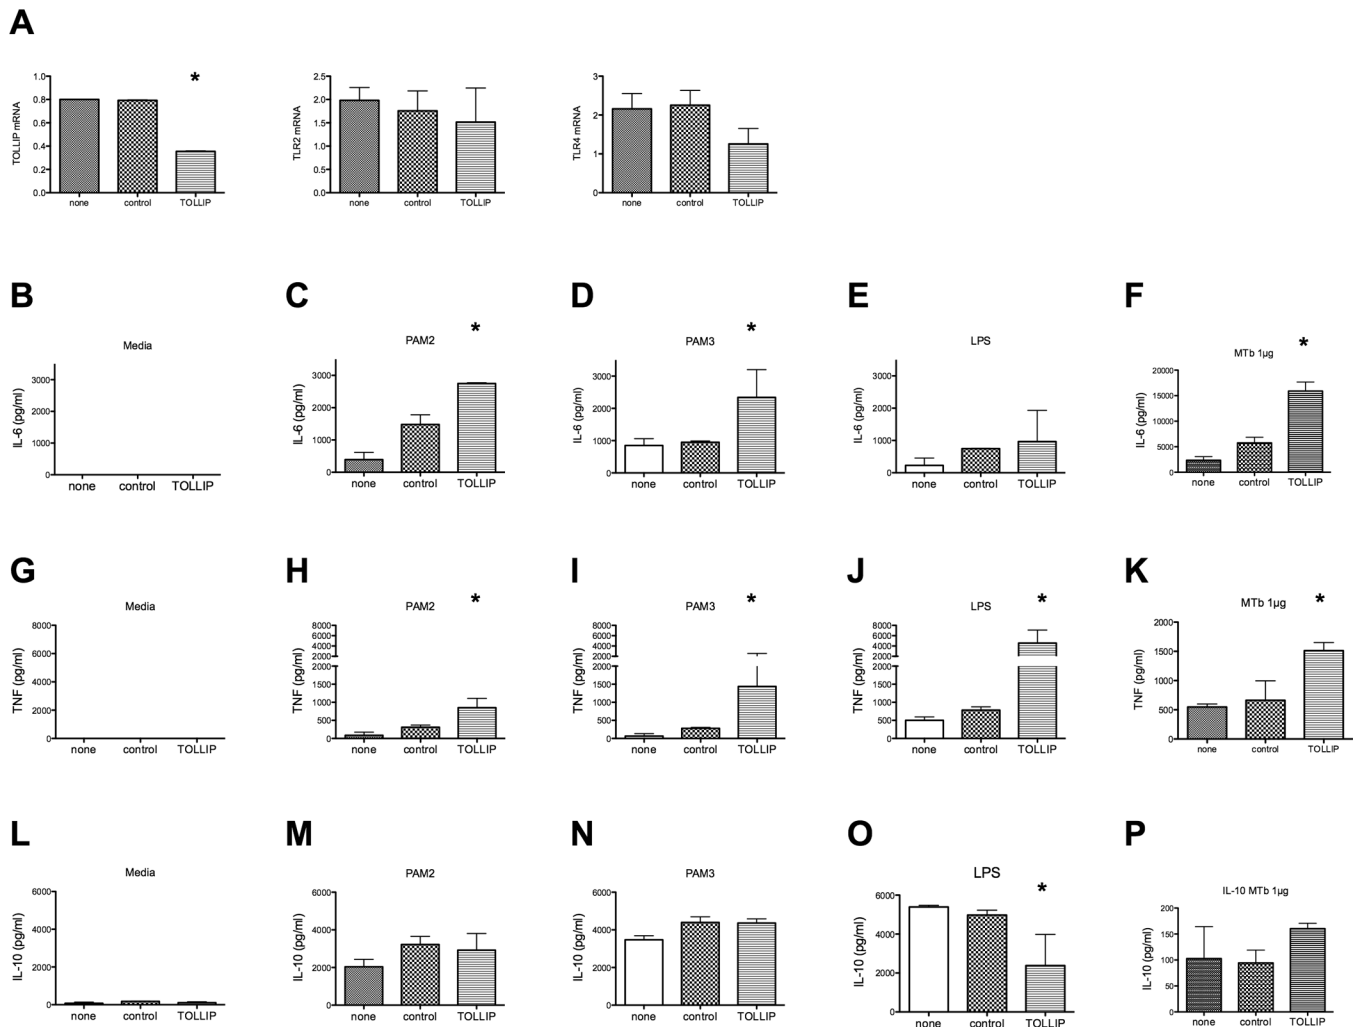 A
*
TOLLIP mRNA
1.0
0.8
0.6
0.4
0.2
0.0
none control TOLLIP
TLR2 mRNA
2.5
2.0
1.5
1.0
0.5
0.0
none control TOLLIP
TLR4 mRNA
3
2
1
0
none control TOLLIP
B
Media
IL-6 (pg/ml)
3000
2000
1000
0
none control TOLLIP
C
PAM2
*
IL-6 (pg/ml)
3000
2000
1000
0
none control TOLLIP
D
PAM3
*
IL-6 (pg/ml)
3000
2000
1000
0
none control TOLLIP
E
LPS
IL-6 (pg/ml)
3000
2000
1000
0
none control TOLLIP
F
MTb 1µg
*
IL-6 (pg/ml)
20000
15000
10000
5000
0
none control TOLLIP
G
Media
TNF (pg/ml)
8000
6000
4000
2000
0
none control TOLLIP
H
PAM2
*
TNF (pg/ml)
8000
6000
4000
2000
2000
1000
500
0
none control TOLLIP
I
PAM3
*
TNF (pg/ml)
8000
6000
4000
2000
2000
1000
500
0
none control TOLLIP
J
LPS
*
TNF (pg/ml)
8000
6000
4000
2000
2000
1000
500
0
none control TOLLIP
K
MTb 1µg
*
TNF (pg/ml)
2000
1500
1000
500
0
none control TOLLIP
L
Media
IL-10 (pg/ml)
6000
4000
2000
0
none control TOLLIP
M
PAM2
IL-10 (pg/ml)
6000
4000
2000
0
none control TOLLIP
N
PAM3
IL-10 (pg/ml)
6000
4000
2000
0
none control TOLLIP
O
LPS
*
IL-10 (pg/ml)
6000
4000
2000
0
none control TOLLIP
P
IL-10 MTb 1µg
IL-10 (pg/ml)
200
150
100
50
0
none control TOLLIP